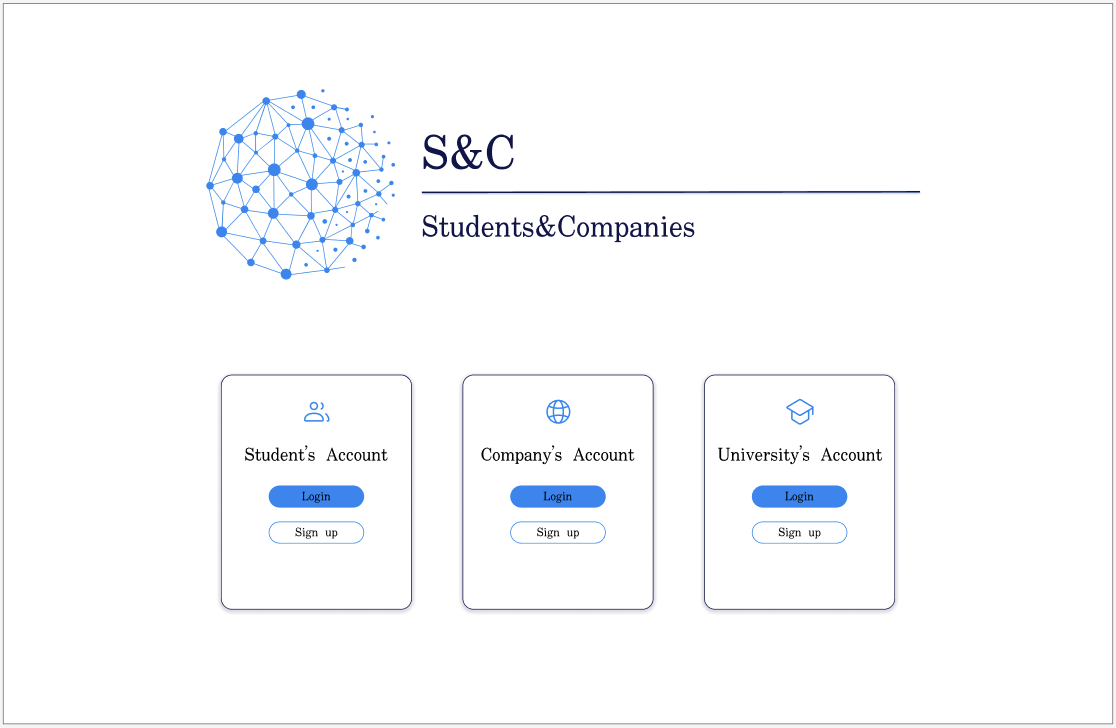 S&C
Students&Companies
Student's Account
Login
Sign up
Company's Account
Login
Sign up
University's Account
Login
Sign up